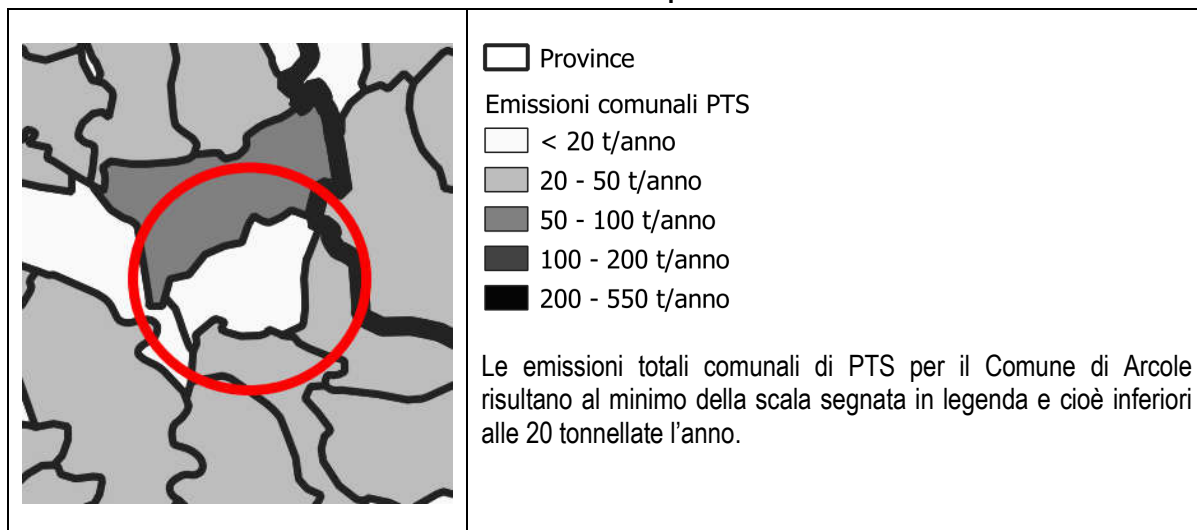 Province
Emissioni comunali PTS
< 20 t/anno
20 - 50 t/anno
50 - 100 t/anno
100 - 200 t/anno
200 - 550 t/anno
Le emissioni totali comunali di PTS per il Comune di Arcole
risultano al minimo della scala segnata in legenda e cioè inferiori
alle 20 tonnellate l’anno.